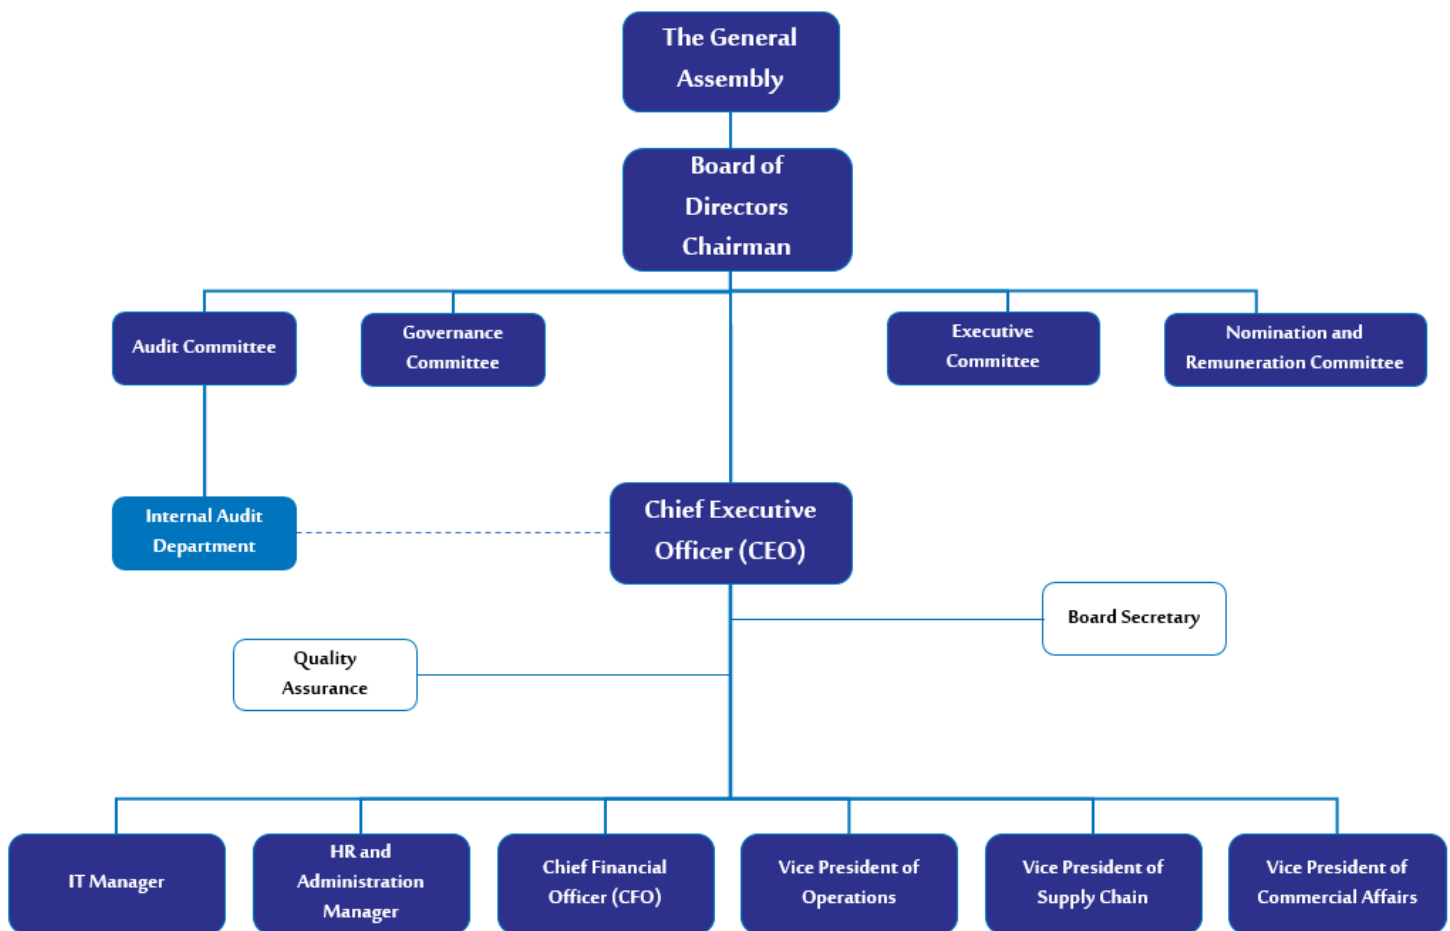 The General
Assembly
Board of
Directors
Chairman
Audit Committee
Governance
Committee
Executive
Committee
Nomination and
Remuneration Committee
Internal Audit
Department
Chief Executive
Officer (CEO)
Board Secretary
Quality
Assurance
IT Manager
HR and
Administration
Manager
Chief Financial
Officer (CFO)
Vice President of
Operations
Vice President of
Supply Chain
Vice President of
Commercial Affairs